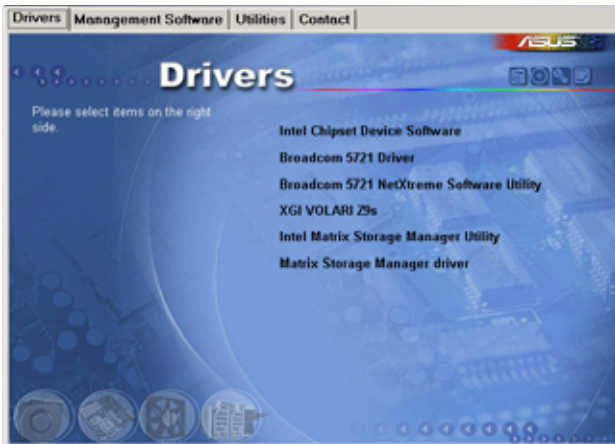 Drivers Management Software Utilities Contact
ASUS
Drivers
Please select items on the right
side.
Intel Chipset Device Software
Broadcom 5721 Driver
Broadcom 5721 NetXtreme Software Utility
XGI VOLARI Z9s
Intel Matrix Storage Manager Utility
Matrix Storage Manager driver